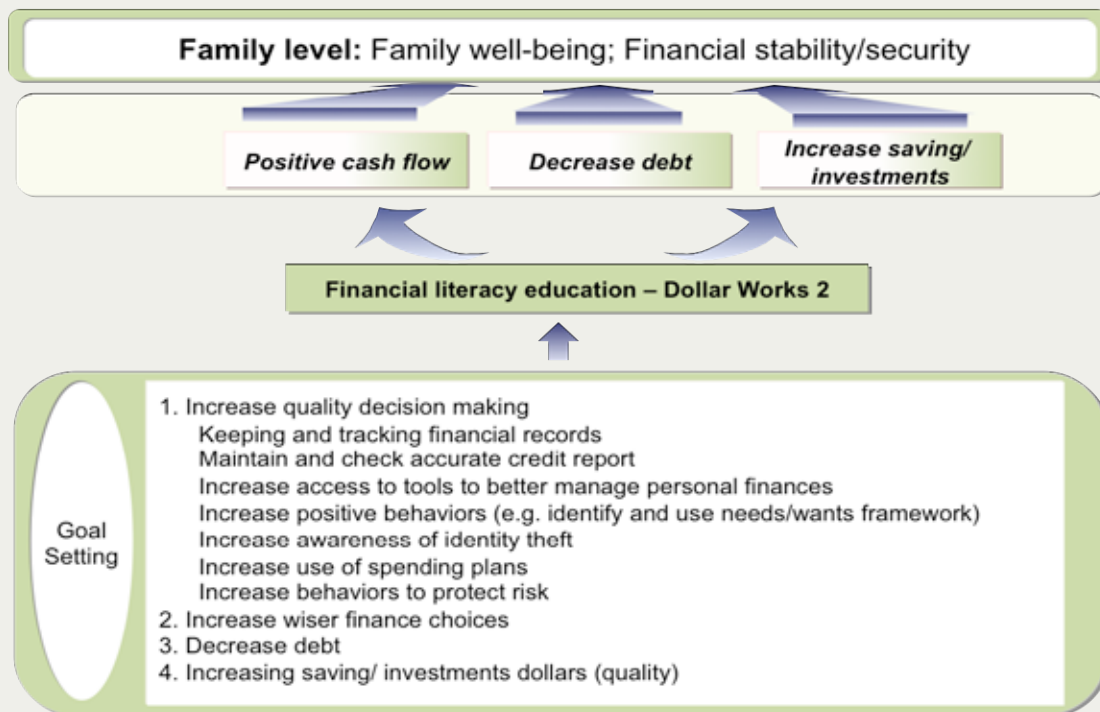 Family level: Family well-being; Financial stability/security
Positive cash flow
Decrease debt
Increase saving/
investments
Financial literacy education – Dollar Works 2
Goal
Setting
1. Increase quality decision making
Keeping and tracking financial records
Maintain and check accurate credit report
Increase access to tools to better manage personal finances
Increase positive behaviors (e.g. identify and use needs/wants framework)
Increase awareness of identity theft
Increase use of spending plans
Increase behaviors to protect risk
2. Increase wiser finance choices
3. Decrease debt
4. Increasing saving/ investments dollars (quality)